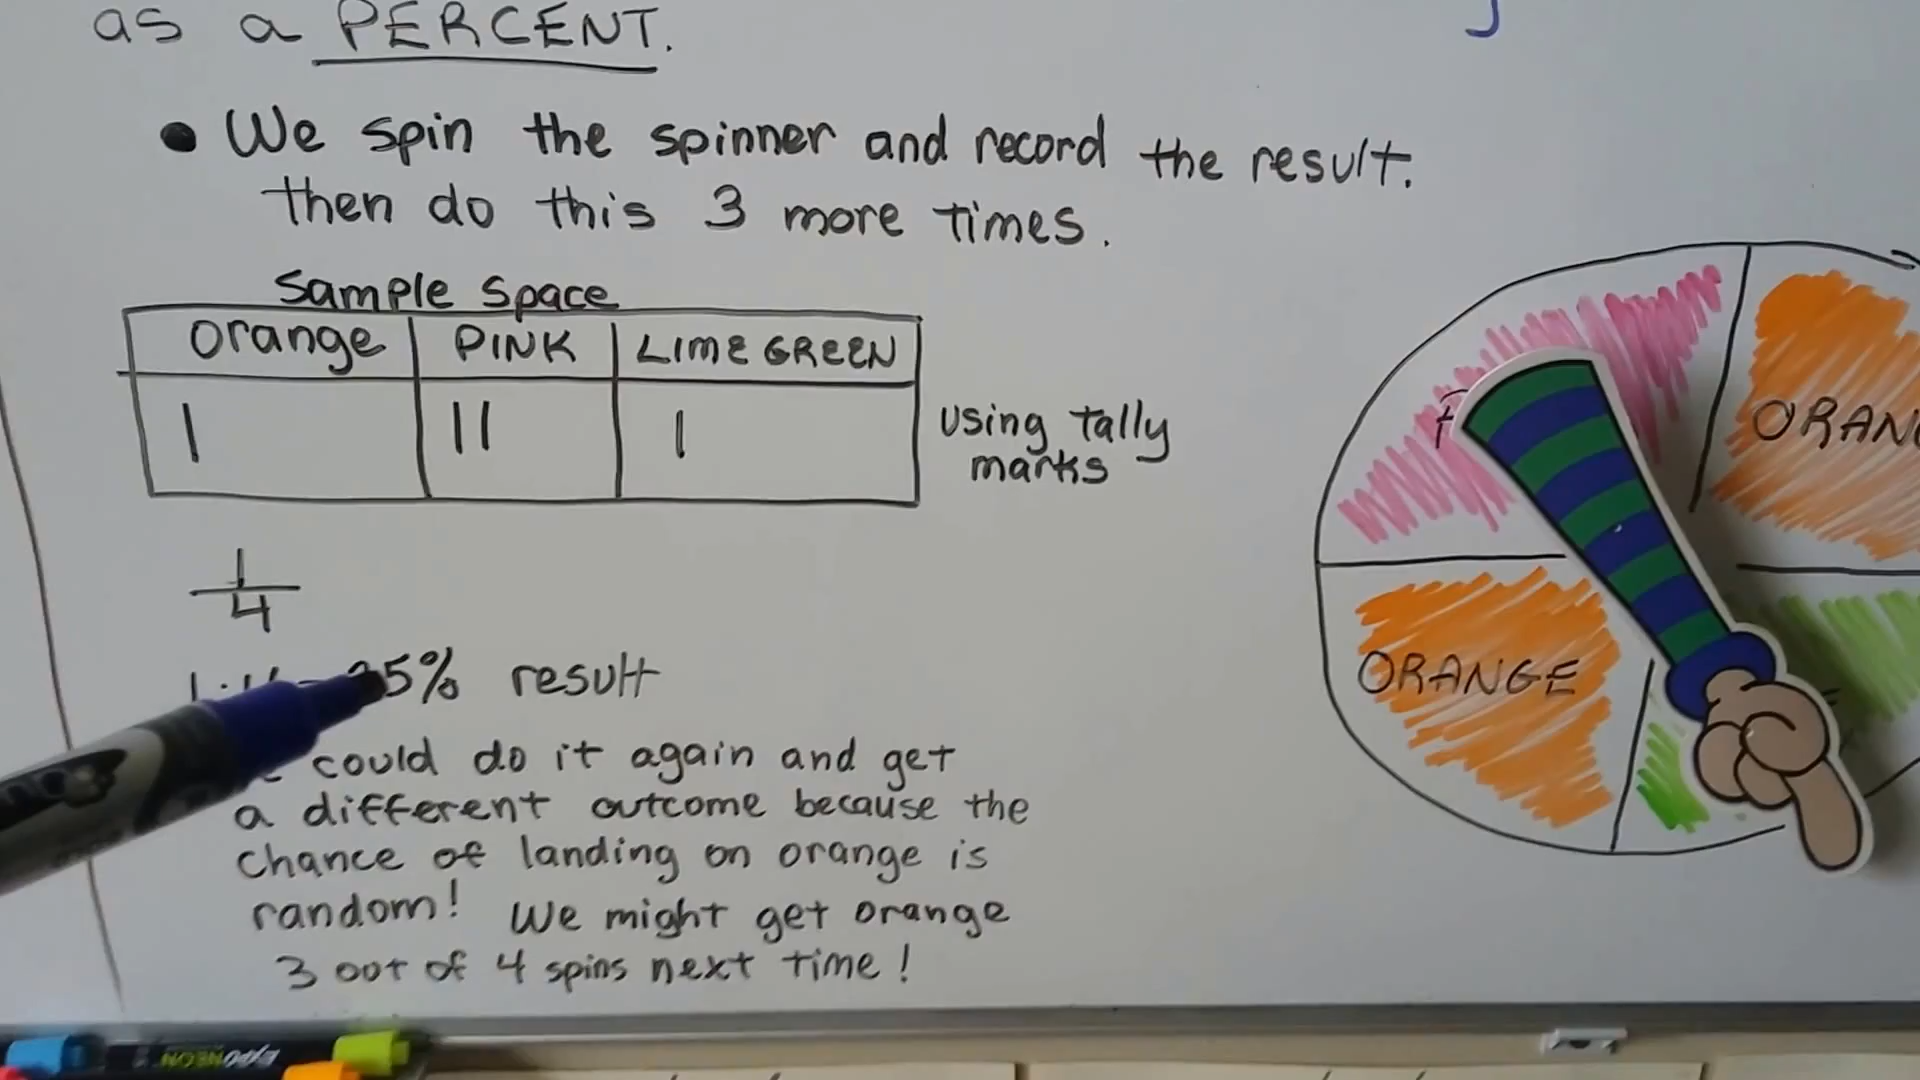 as a PERCENT.
• We spin the spinner and record the result.
then do this 3 more times.
Sample Space
Orange PINK LIME GREEN
| || |
using tally
marks
1
4
5% result
could do it again and get
a different outcome because the
chance of landing on orange is
random! We might get orange
3 out of 4 spins next time!
ORANGE
EXPO NEON